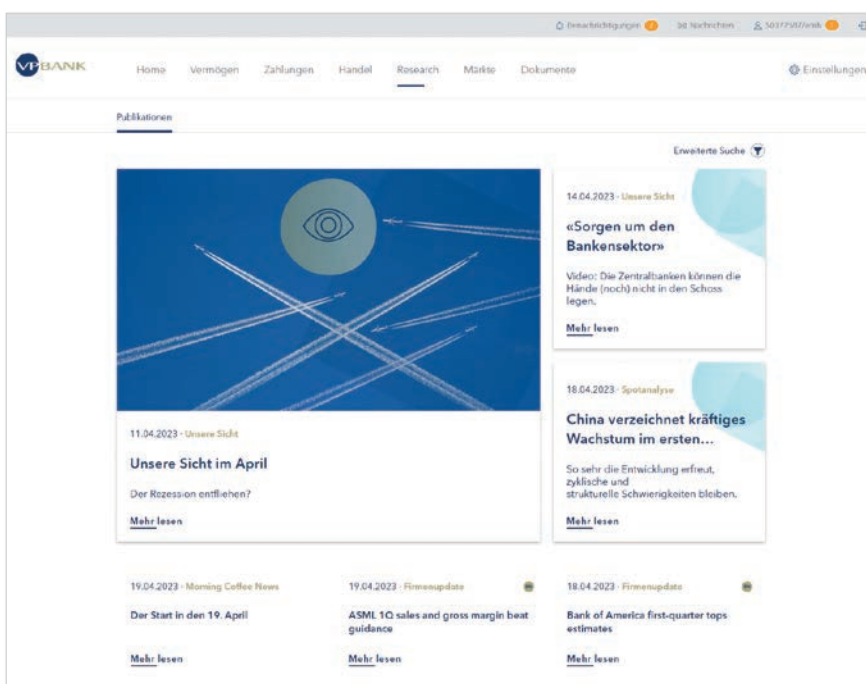 Benachrichtigungen
Nachrichten
VP BANK
Home Vermögen Zahlungen Handel Research Märkte Dokumente
Einstellungen
Publikationen
Erweiterte Suche
11.04.2023 · Unsere Sicht
Unsere Sicht im April
Der Rezession entfliehen?
Mehr lesen
14.04.2023 · Unsere Sicht
«Sorgen um den
Bankensektor»
Video: Die Zentralbanken können die
Hände (noch) nicht in den Schoss
legen.
Mehr lesen
18.04.2023 · Spotanalyse
China verzeichnet kräftiges
Wachstum im ersten...
So sehr die Entwicklung erfreut,
zyklische und
strukturelle Schwierigkeiten bleiben.
Mehr lesen
19.04.2023 · Morning Coffee News
Der Start in den 19. April
Mehr lesen
19.04.2023 · Firmenupdate
ASML 1Q sales and gross margin beat
guidance
Mehr lesen
18.04.2023 · Firmenupdate
Bank of America first-quarter tops
estimates
Mehr lesen